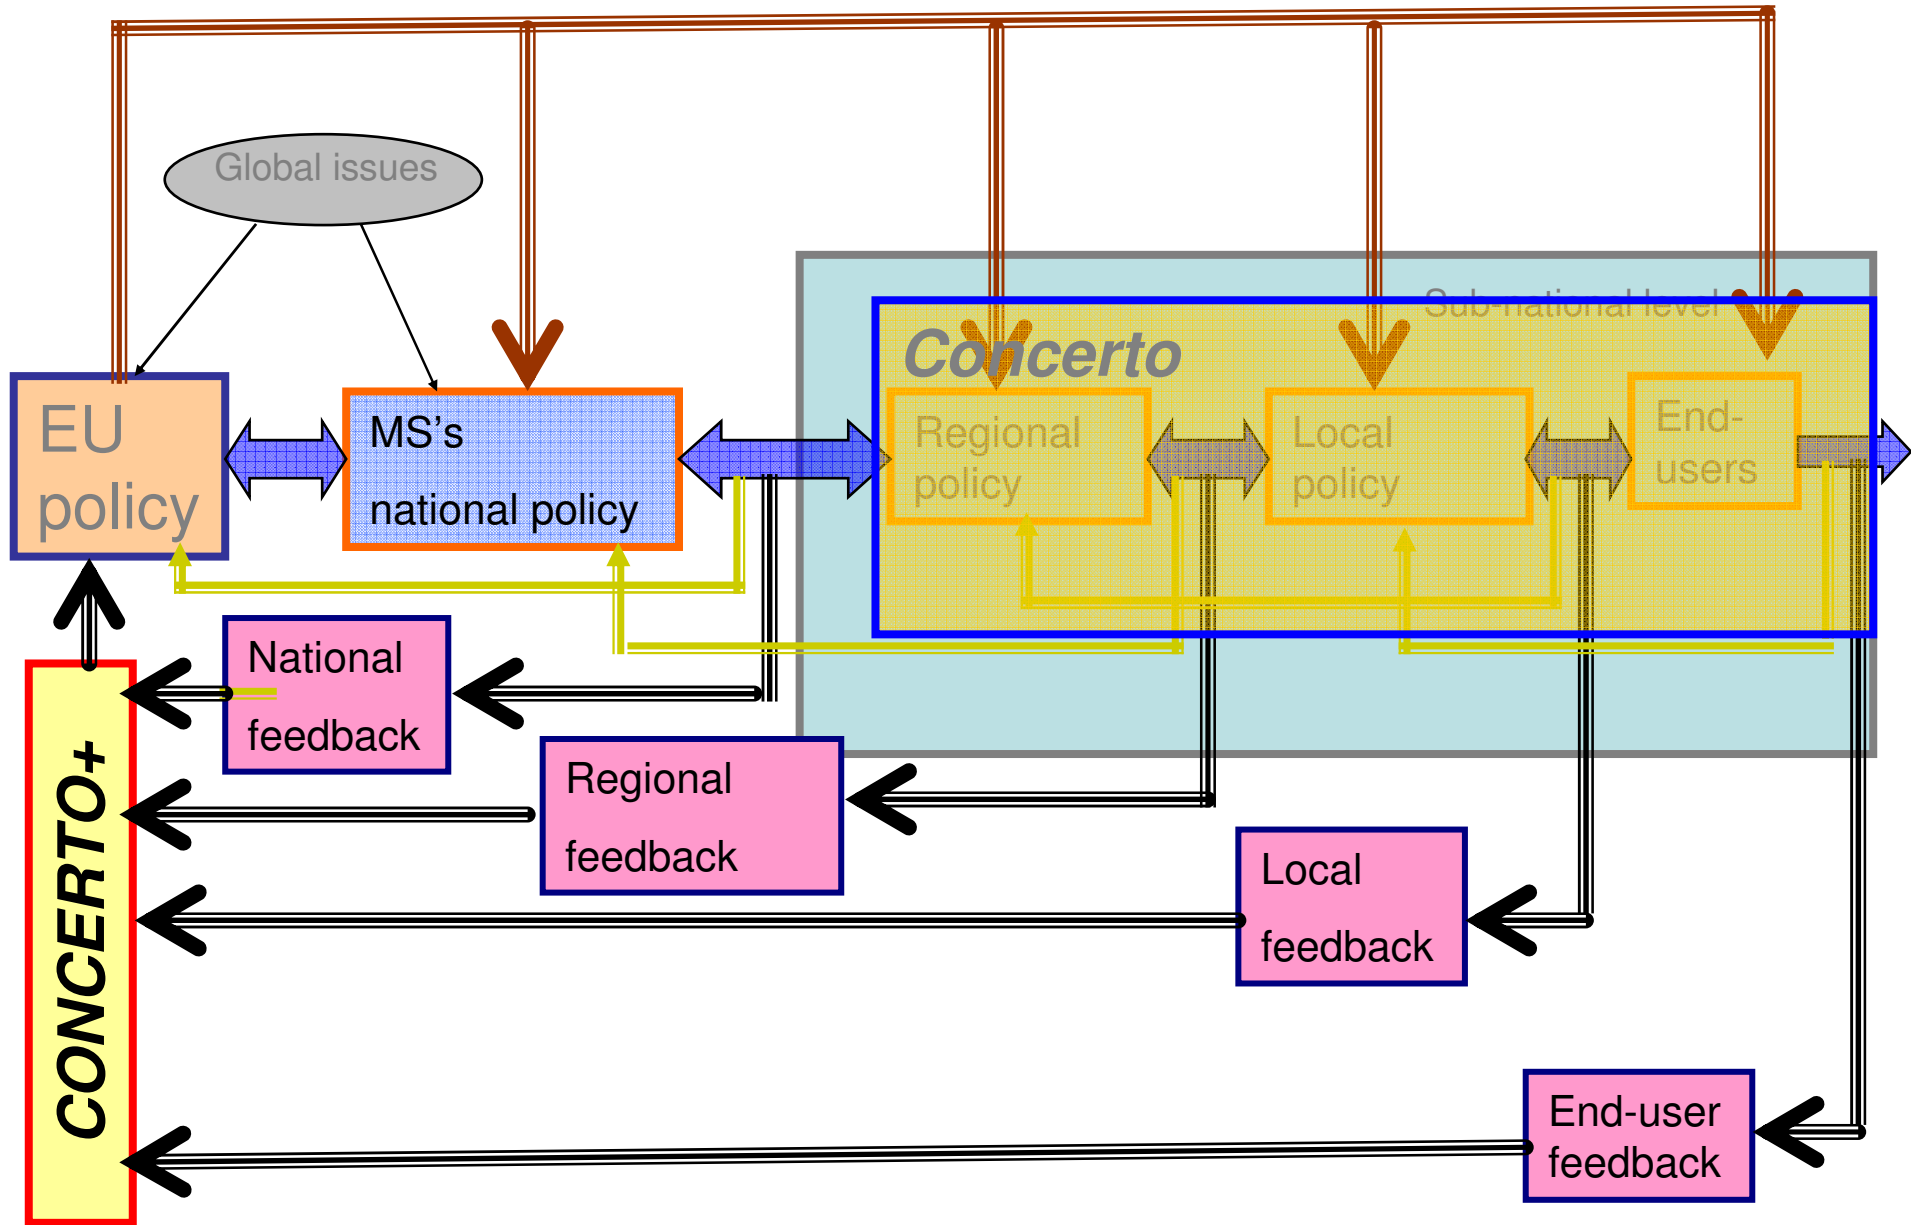 Global issues
Sub-national level
Concerto
EU
policy
MS's
national policy
Regional
policy
Local
policy
End-
users
National
feedback
Regional
feedback
Local
feedback
End-user
feedback
CONCERTO+